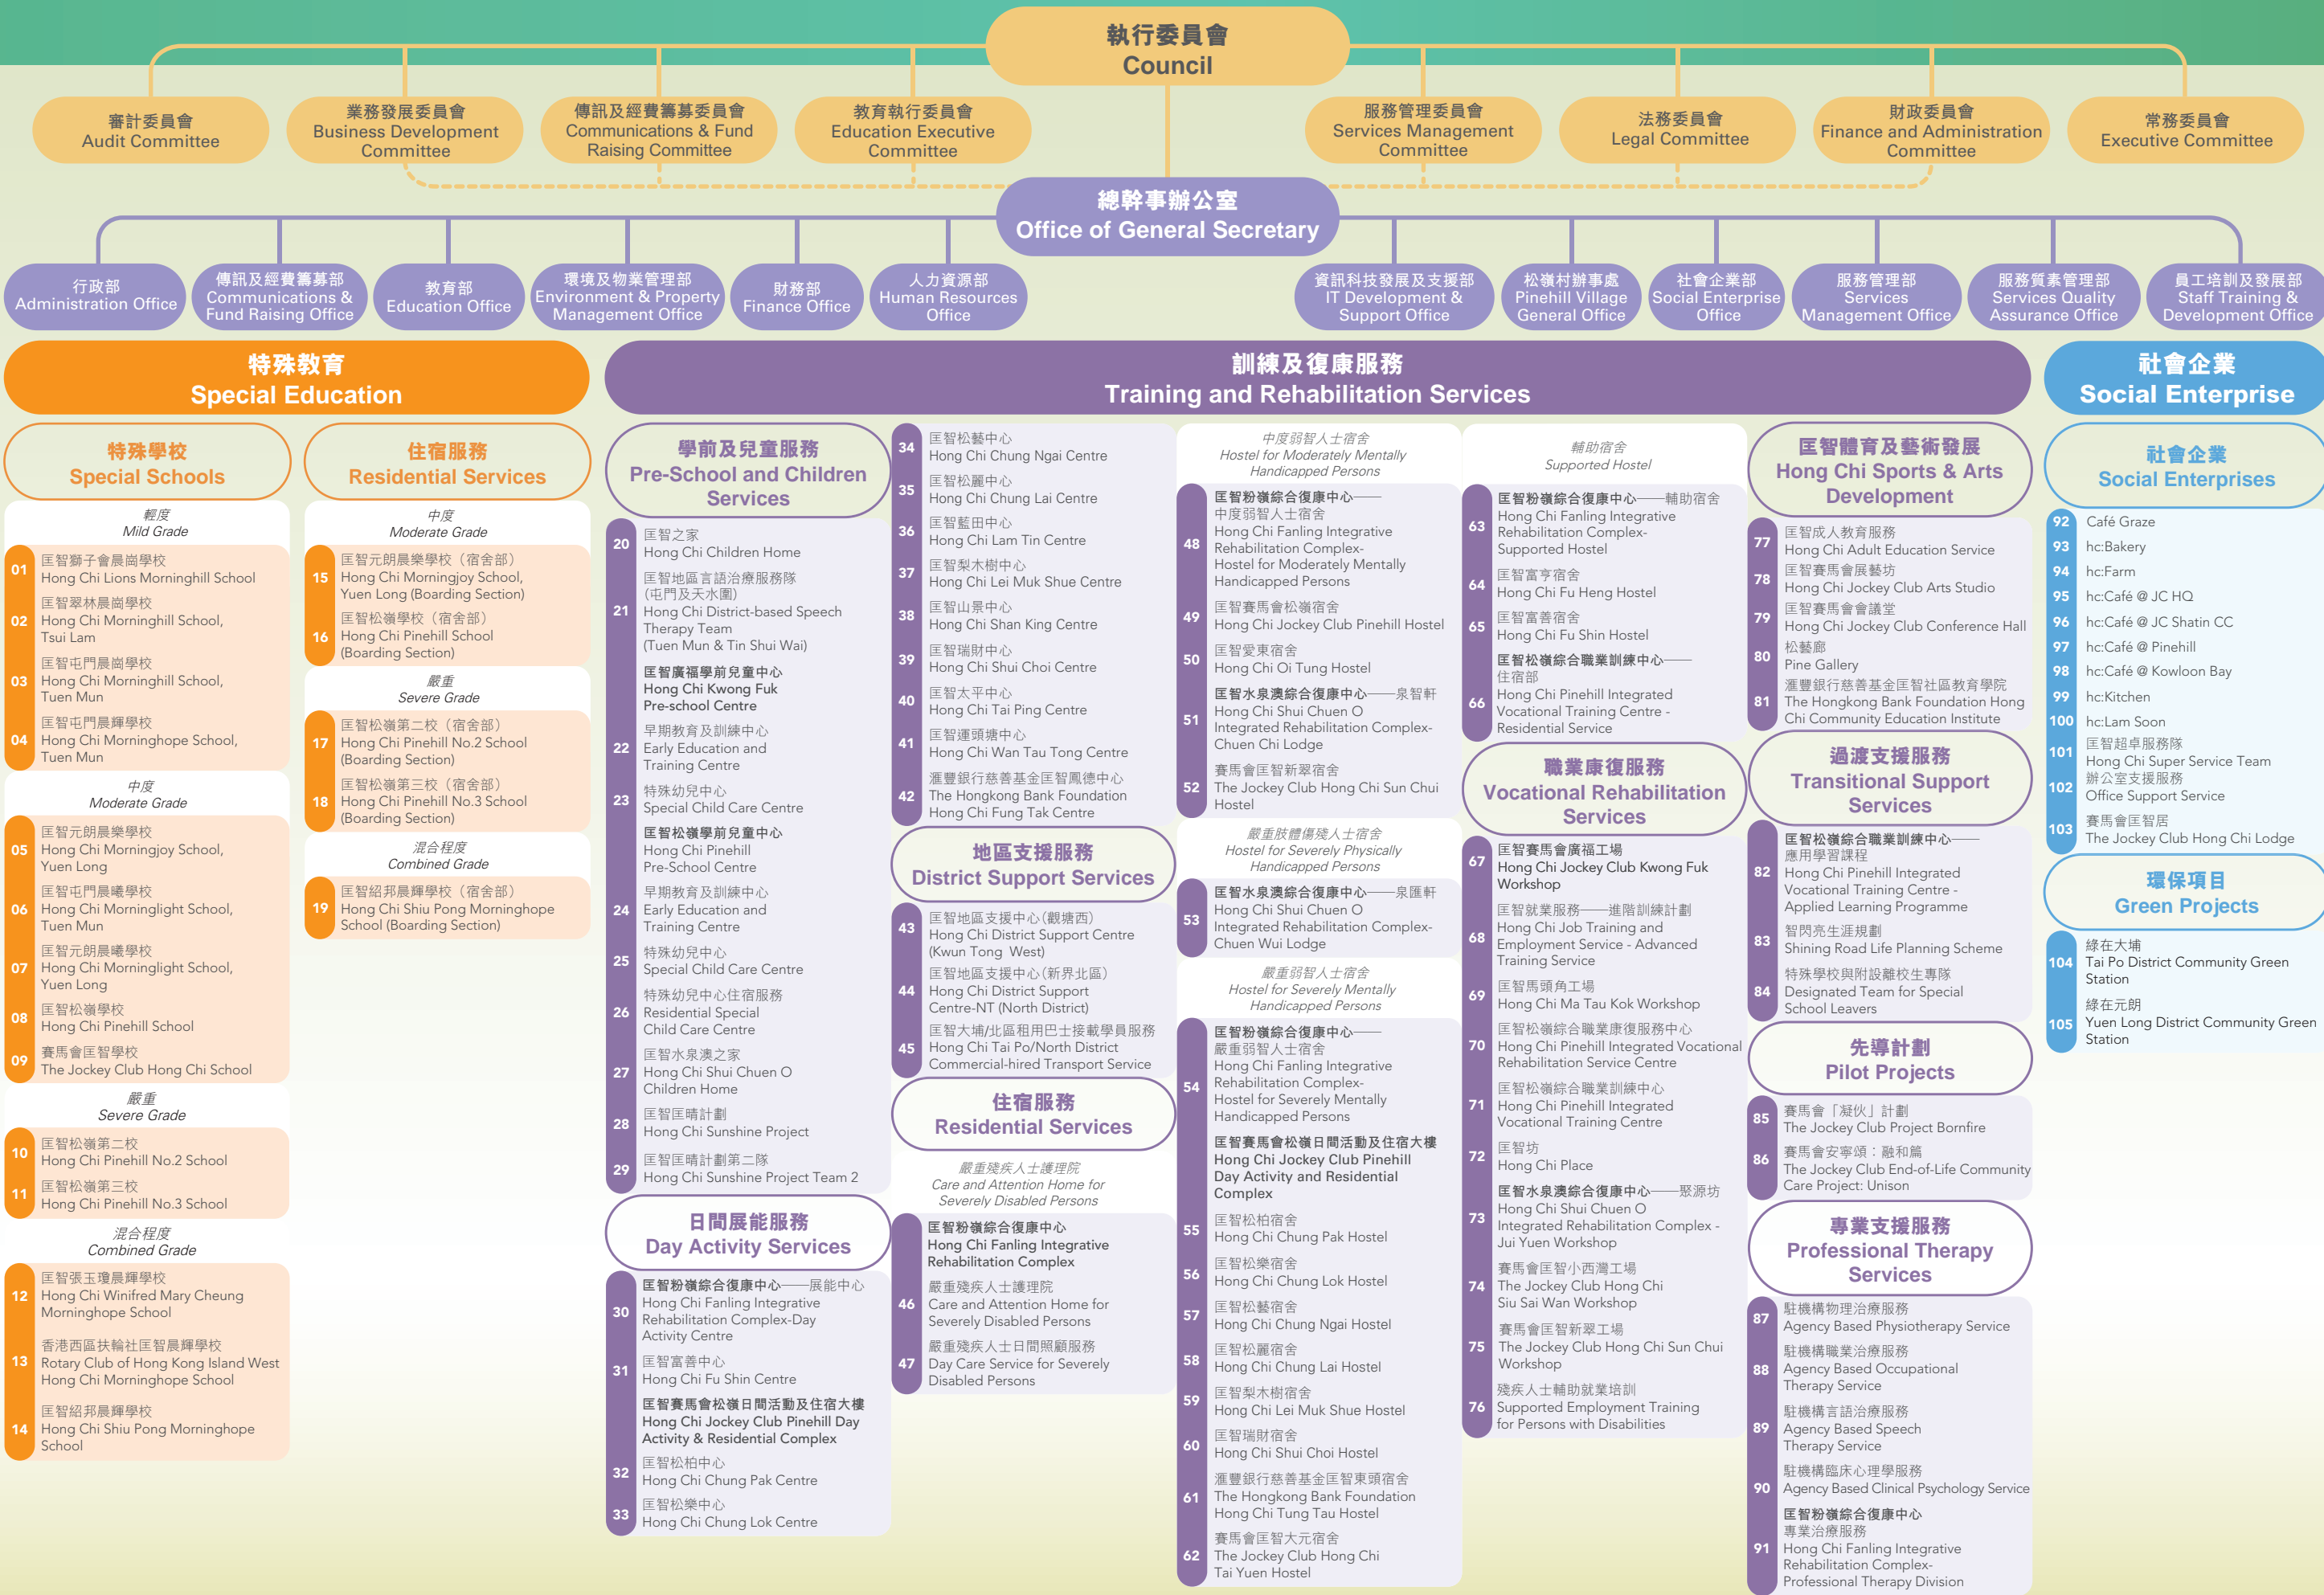 執行委員會
Council
審計委員會
Audit Committee
業務發展委員會
Business Development
Committee
傳訊及經費籌募委員會
Communications & Fund
Raising Committee
教育執行委員會
Education Executive
Committee
服務管理委員會
Services Management
Committee
法務委員會
Legal Committee
財政委員會
Finance and Administration
Committee
常務委員會
Executive Committee
總幹事辦公室
Office of General Secretary
行政部
Administration Office
傳訊及經費籌募部
Communications &
Fund Raising Office
教育部
Education Office
環境及物業管理部
Environment & Property
Management Office
財務部
Finance Office
人力資源部
Human Resources
Office
資訊科技發展及支援部
IT Development &
Support Office
松嶺村辦事處
Pinehill Village
General Office
社會企業部
Social Enterprise
Office
服務管理部
Services
Management Office
服務質素管理部
Services Quality
Assurance Office
員工培訓及發展部
Staff Training &
Development Office
特殊教育
Special Education
特殊學校
Special Schools
輕度
Mild Grade
01 匡智獅子會晨崗學校
Hong Chi Lions Morninghill School
02 匡智翠林晨崗學校
Hong Chi Morninghill School,
Tsui Lam
03 匡智屯門晨崗學校
Hong Chi Morninghill School,
Tuen Mun
04 匡智屯門晨輝學校
Hong Chi Morninghope School,
Tuen Mun
中度
Moderate Grade
05 匡智元朗晨樂學校
Hong Chi Morningjoy School,
Yuen Long
06 匡智屯門晨曦學校
Hong Chi Morninglight School,
Tuen Mun
07 匡智元朗晨曦學校
Hong Chi Morninglight School,
Yuen Long
08 匡智松嶺學校
Hong Chi Pinehill School
09 賽馬會匡智學校
The Jockey Club Hong Chi School
嚴重
Severe Grade
10 匡智松嶺第二校
Hong Chi Pinehill No.2 School
11 匡智松嶺第三校
Hong Chi Pinehill No.3 School
混合程度
Combined Grade
12 匡智張玉瓊晨輝學校
Hong Chi Winifred Mary Cheung
Morninghope School
13 香港西區扶輪社匡智晨輝學校
Rotary Club of Hong Kong Island West
Hong Chi Morninghope School
14 匡智紹邦晨輝學校
Hong Chi Shiu Pong Morninghope
School
住宿服務
Residential Services
中度
Moderate Grade
15 匡智元朗晨樂學校（宿舍部）
Hong Chi Morningjoy School,
Yuen Long (Boarding Section)
16 匡智松嶺學校（宿舍部）
Hong Chi Pinehill School
(Boarding Section)
嚴重
Severe Grade
17 匡智松嶺第二校（宿舍部）
Hong Chi Pinehill No.2 School
(Boarding Section)
18 匡智松嶺第三校（宿舍部）
Hong Chi Pinehill No.3 School
(Boarding Section)
混合程度
Combined Grade
19 匡智紹邦晨輝學校（宿舍部）
Hong Chi Shiu Pong Morninghope
School (Boarding Section)
訓練及復康服務
Training and Rehabilitation Services
學前及兒童服務
Pre-School and Children
Services
20 匡智之家
Hong Chi Children Home
21 匡智地區言語治療服務隊
（屯門及天水圍）
Hong Chi District-based Speech
Therapy Team
(Tuen Mun & Tin Shui Wai)
匡智廣福學前兒童中心
Hong Chi Kwong Fuk
Pre-school Centre
22 早期教育及訓練中心
Early Education and
Training Centre
23 特殊幼兒中心
Special Child Care Centre
匡智松嶺學前兒童中心
Hong Chi Pinehill
Pre-School Centre
24 早期教育及訓練中心
Early Education and
Training Centre
25 特殊幼兒中心
Special Child Care Centre
26 特殊幼兒中心住宿服務
Residential Special
Child Care Centre
27 匡智水泉澳之家
Hong Chi Shui Chuen O
Children Home
28 匡智匡晴計劃
Hong Chi Sunshine Project
29 匡智匡晴計劃第二隊
Hong Chi Sunshine Project Team 2
日間展能服務
Day Activity Services
30 匡智粉嶺綜合復康中心──展能中心
Hong Chi Fanling Integrative
Rehabilitation Complex-Day
Activity Centre
31 匡智富善中心
Hong Chi Fu Shin Centre
匡智賽馬會松嶺日間活動及住宿大樓
Hong Chi Jockey Club Pinehill Day
Activity & Residential Complex
32 匡智松柏中心
Hong Chi Chung Pak Centre
33 匡智松樂中心
Hong Chi Chung Lok Centre
34 匡智松藝中心
Hong Chi Chung Ngai Centre
35 匡智松麗中心
Hong Chi Chung Lai Centre
36 匡智藍田中心
Hong Chi Lam Tin Centre
37 匡智梨木樹中心
Hong Chi Lei Muk Shue Centre
38 匡智山景中心
Hong Chi Shan King Centre
39 匡智瑞財中心
Hong Chi Shui Choi Centre
40 匡智太平中心
Hong Chi Tai Ping Centre
41 匡智運頭塘中心
Hong Chi Wan Tau Tong Centre
42 滙豐銀行慈善基金匡智鳳德中心
The Hongkong Bank Foundation
Hong Chi Fung Tak Centre
地區支援服務
District Support Services
43 匡智地區支援中心（觀塘西）
Hong Chi District Support Centre
(Kwun Tong West)
44 匡智地區支援中心（新界北區）
Hong Chi District Support
Centre-NT (North District)
45 匡智大埔/北區租用巴士接載學員服務
Hong Chi Tai Po/North District
Commercial-hired Transport Service
住宿服務
Residential Services
嚴重殘疾人士護理院
Care and Attention Home for
Severely Disabled Persons
匡智粉嶺綜合復康中心
Hong Chi Fanling Integrative
Rehabilitation Complex
46 嚴重殘疾人士護理院
Care and Attention Home for
Severely Disabled Persons
47 嚴重殘疾人士日間照顧服務
Day Care Service for Severely
Disabled Persons
中度弱智人士宿舍
Hostel for Moderately Mentally
Handicapped Persons
48 匡智粉嶺綜合復康中心──
中度弱智人士宿舍
Hong Chi Fanling Integrative
Rehabilitation Complex-
Hostel for Moderately Mentally
Handicapped Persons
49 匡智賽馬會松嶺宿舍
Hong Chi Jockey Club Pinehill Hostel
50 匡智愛東宿舍
Hong Chi Oi Tung Hostel
51 匡智水泉澳綜合復康中心──泉智軒
Hong Chi Shui Chuen O
Integrated Rehabilitation Complex-
Chuen Chi Lodge
52 賽馬會匡智新翠宿舍
The Jockey Club Hong Chi Sun Chui
Hostel
嚴重肢體傷殘人士宿舍
Hostel for Severely Physically
Handicapped Persons
53 匡智水泉澳綜合復康中心──泉匯軒
Hong Chi Shui Chuen O
Integrated Rehabilitation Complex-
Chuen Wui Lodge
嚴重弱智人士宿舍
Hostel for Severely Mentally
Handicapped Persons
54 匡智粉嶺綜合復康中心──
嚴重弱智人士宿舍
Hong Chi Fanling Integrative
Rehabilitation Complex-
Hostel for Severely Mentally
Handicapped Persons
匡智賽馬會松嶺日間活動及住宿大樓
Hong Chi Jockey Club Pinehill
Day Activity and Residential
Complex
55 匡智松柏宿舍
Hong Chi Chung Pak Hostel
56 匡智松樂宿舍
Hong Chi Chung Lok Hostel
57 匡智松藝宿舍
Hong Chi Chung Ngai Hostel
58 匡智松麗宿舍
Hong Chi Chung Lai Hostel
59 匡智梨木樹宿舍
Hong Chi Lei Muk Shue Hostel
60 匡智瑞財宿舍
Hong Chi Shui Choi Hostel
61 滙豐銀行慈善基金匡智東頭宿舍
The Hongkong Bank Foundation
Hong Chi Tung Tau Hostel
62 賽馬會匡智大元宿舍
The Jockey Club Hong Chi
Tai Yuen Hostel
輔助宿舍
Supported Hostel
63 匡智粉嶺綜合復康中心──輔助宿舍
Hong Chi Fanling Integrative
Rehabilitation Complex-
Supported Hostel
64 匡智富亨宿舍
Hong Chi Fu Heng Hostel
65 匡智富善宿舍
Hong Chi Fu Shin Hostel
66 匡智松嶺綜合職業訓練中心──
住宿部
Hong Chi Pinehill Integrated
Vocational Training Centre -
Residential Service
職業康復服務
Vocational Rehabilitation
Services
67 匡智賽馬會廣福工場
Hong Chi Jockey Club Kwong Fuk
Workshop
68 匡智就業服務──進階訓練計劃
Hong Chi Job Training and
Employment Service - Advanced
Training Service
69 匡智馬頭角工場
Hong Chi Ma Tau Kok Workshop
70 匡智松嶺綜合職業康復服務中心
Hong Chi Pinehill Integrated Vocational
Rehabilitation Service Centre
71 匡智松嶺綜合職業訓練中心
Hong Chi Pinehill Integrated
Vocational Training Centre
72 匡智坊
Hong Chi Place
73 匡智水泉澳綜合復康中心──聚源坊
Hong Chi Shui Chuen O
Integrated Rehabilitation Complex -
Jui Yuen Workshop
74 賽馬會匡智小西灣工場
The Jockey Club Hong Chi
Siu Sai Wan Workshop
75 賽馬會匡智新翠工場
The Jockey Club Hong Chi Sun Chui
Workshop
76 殘疾人士輔助就業培訓
Supported Employment Training
for Persons with Disabilities
匡智體育及藝術發展
Hong Chi Sports & Arts
Development
77 匡智成人教育服務
Hong Chi Adult Education Service
78 匡智賽馬會展藝坊
Hong Chi Jockey Club Arts Studio
79 匡智賽馬會會議堂
Hong Chi Jockey Club Conference Hall
80 松藝廊
Pine Gallery
81 滙豐銀行慈善基金匡智社區教育學院
The Hongkong Bank Foundation Hong
Chi Community Education Institute
過渡支援服務
Transitional Support
Services
82 匡智松嶺綜合職業訓練中心──
應用學習課程
Hong Chi Pinehill Integrated
Vocational Training Centre -
Applied Learning Programme
83 智閃亮生涯規劃
Shining Road Life Planning Scheme
84 特殊學校與附設離校生專隊
Designated Team for Special
School Leavers
先導計劃
Pilot Projects
85 賽馬會「凝伙」計劃
The Jockey Club Project Bornfire
86 賽馬會安寧頌：融和篇
The Jockey Club End-of-Life Community
Care Project: Unison
專業支援服務
Professional Therapy
Services
87 駐機構物理治療服務
Agency Based Physiotherapy Service
88 駐機構職業治療服務
Agency Based Occupational
Therapy Service
89 駐機構言語治療服務
Agency Based Speech
Therapy Service
90 駐機構臨床心理學服務
Agency Based Clinical Psychology Service
91 匡智粉嶺綜合復康中心
專業治療服務
Hong Chi Fanling Integrative
Rehabilitation Complex-
Professional Therapy Division
社會企業
Social Enterprise
社會企業
Social Enterprises
92 Café Graze
93 hc:Bakery
94 hc:Farm
95 hc:Café @ JC HQ
96 hc:Café @ JC Shatin CC
97 hc:Café @ Pinehill
98 hc:Café @ Kowloon Bay
99 hc:Kitchen
100 hc:Lam Soon
101 匡智超卓服務隊
Hong Chi Super Service Team
102 辦公室支援服務
Office Support Service
103 賽馬會匡智居
The Jockey Club Hong Chi Lodge
環保項目
Green Projects
104 綠在大埔
Tai Po District Community Green
Station
105 綠在元朗
Yuen Long District Community Green
Station